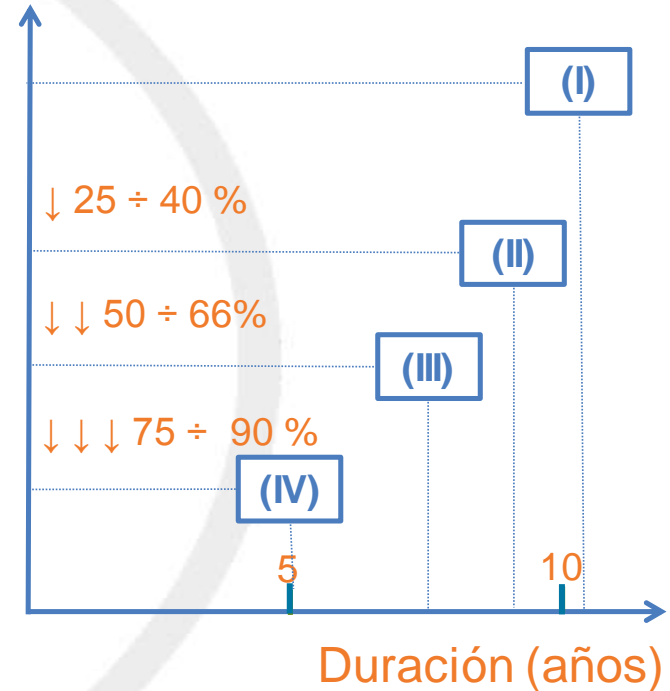 (I)
↓ 25 ÷ 40 %
(II)
↓ ↓ 50 ÷ 66%
(III)
↓ ↓ ↓ 75 ÷ 90 %
(IV)
5
10
Duración (años)